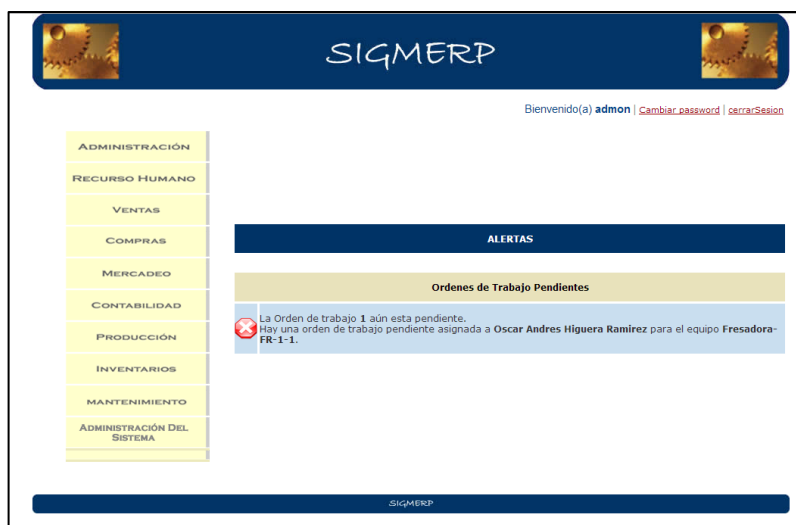 SIGMERP
Bienvenido(a) admon | Cambiar password | cerrarSesion
ADMINISTRACIÓN
RECURSO HUMANO
VENTAS
COMPRAS
MERCADEO
CONTABILIDAD
PRODUCCIÓN
INVENTARIOS
MANTENIMIENTO
ADMINISTRACIÓN DEL
SISTEMA
ALERTAS
Ordenes de Trabajo Pendientes
La Orden de trabajo 1 aún esta pendiente.
Hay una orden de trabajo pendiente asignada a Oscar Andres Higuera Ramirez para el equipo Fresadora-
FR-1-1.
SIGMERP